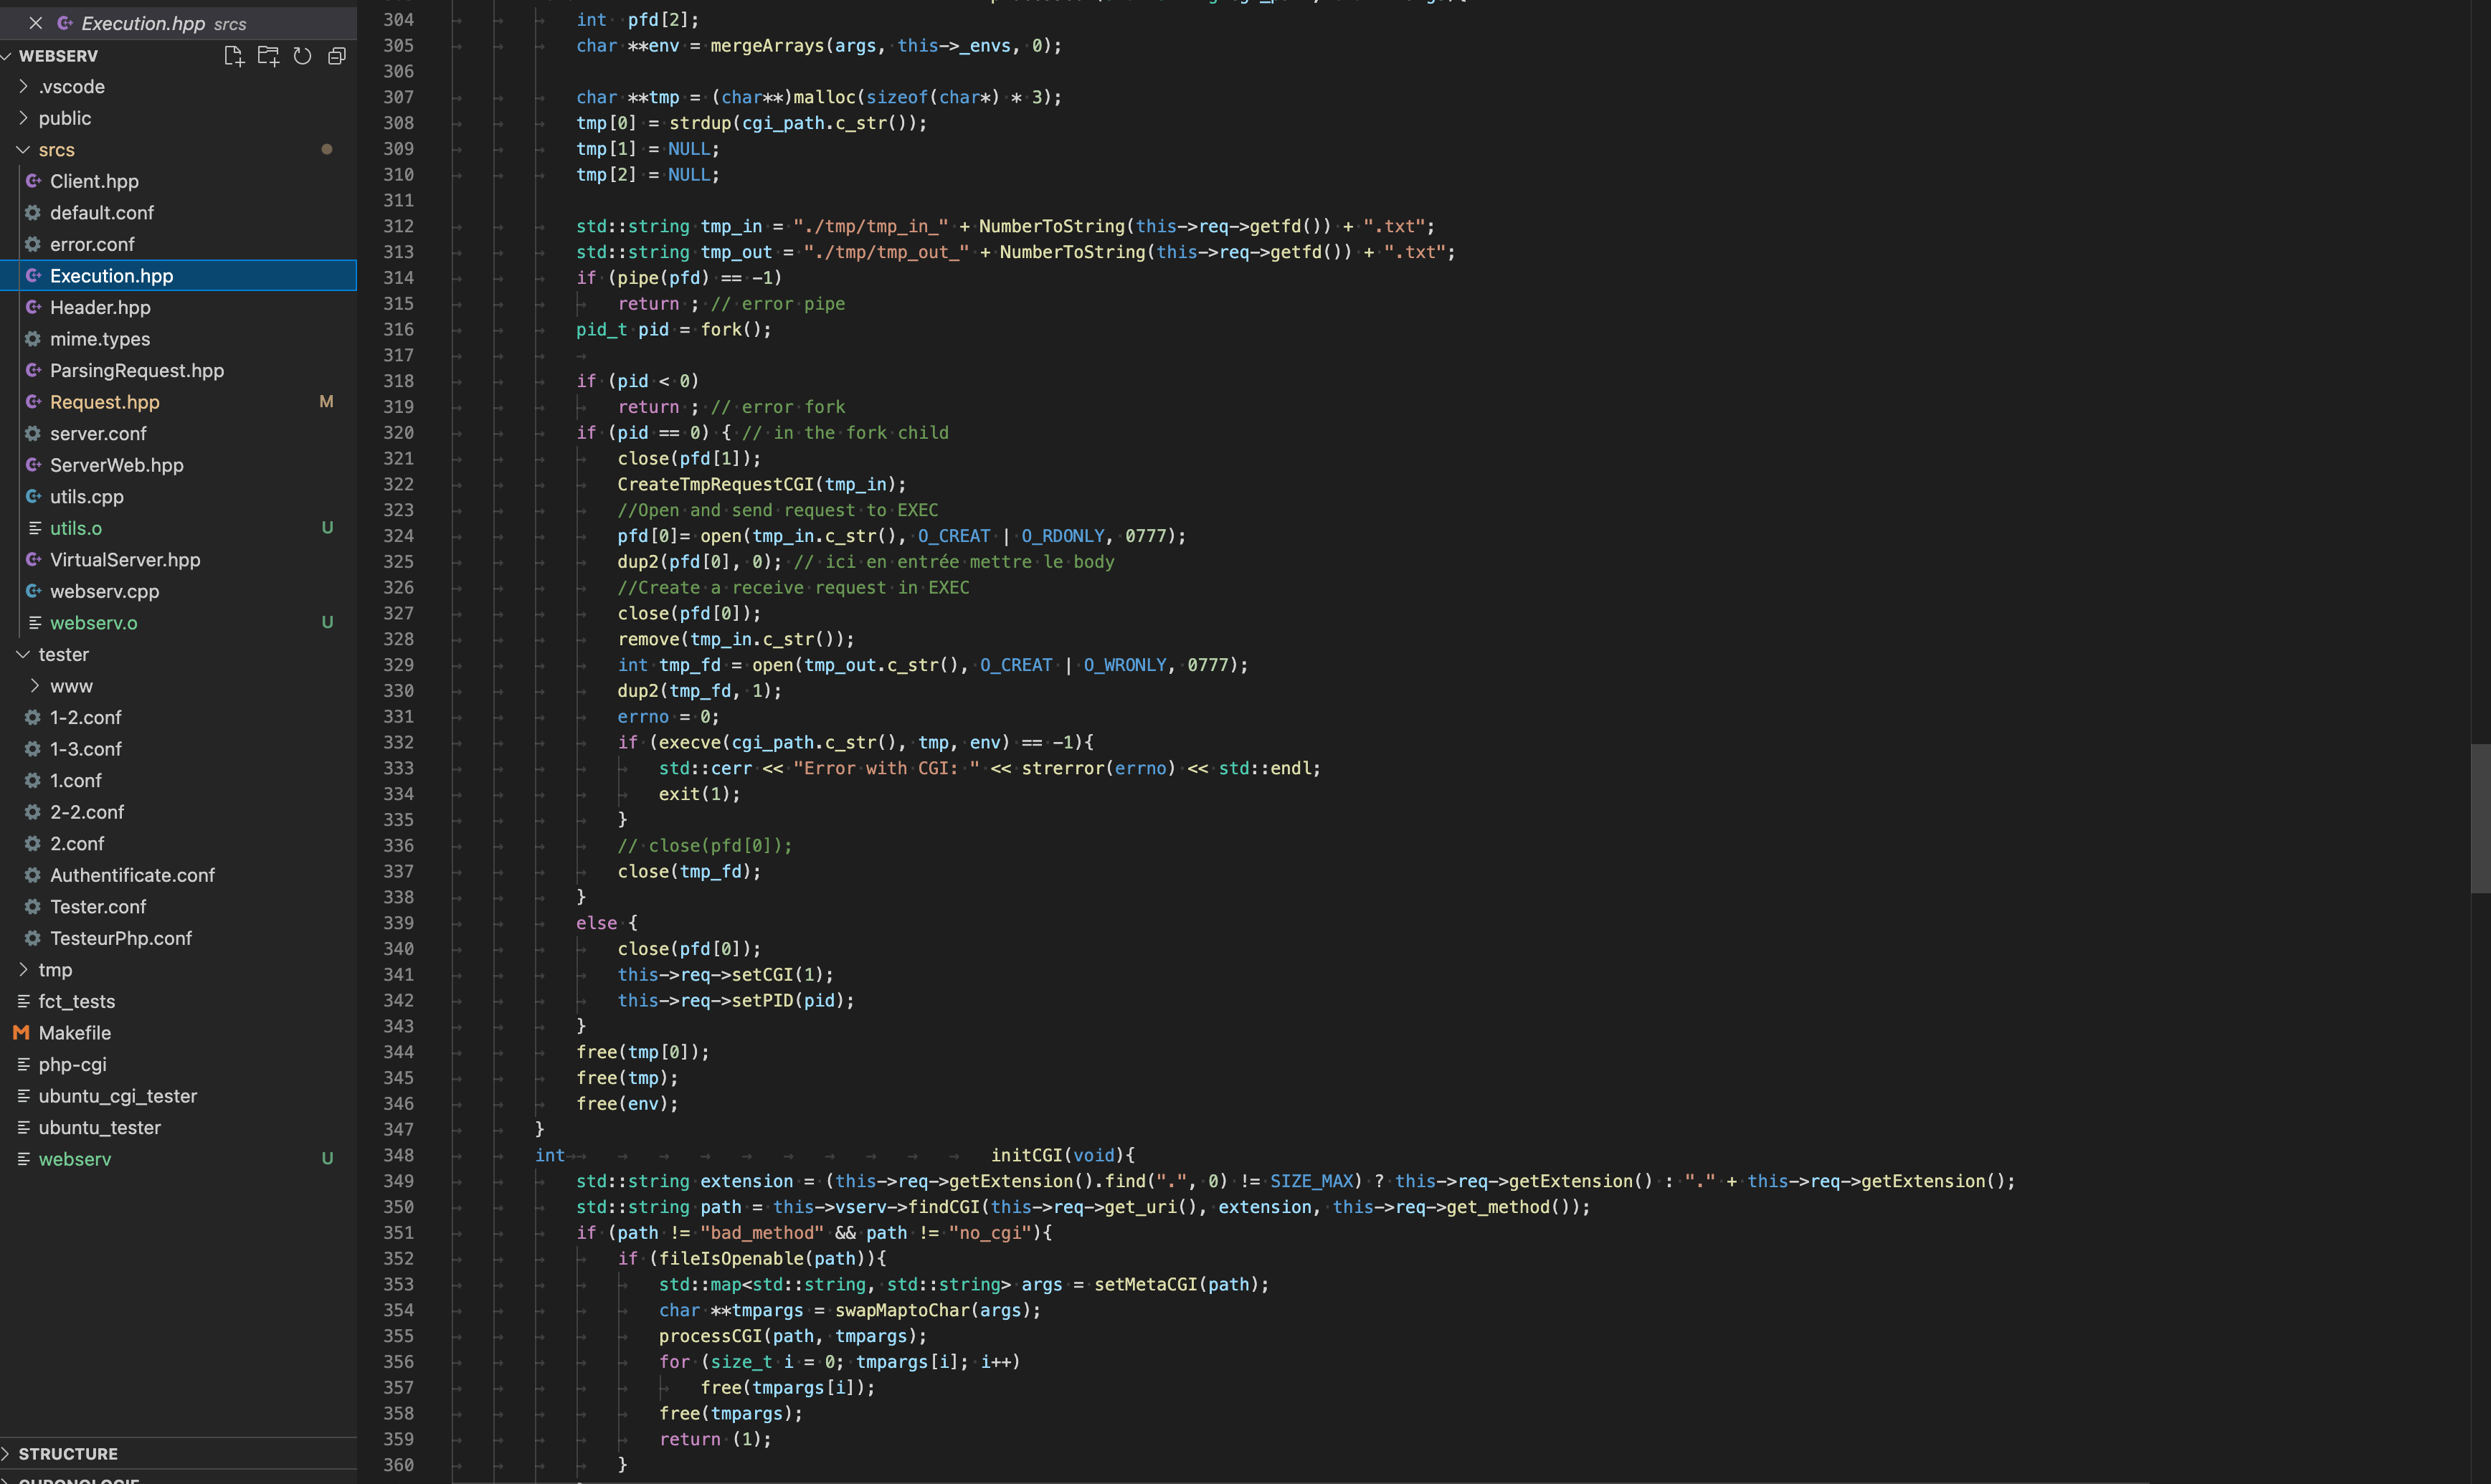 Execution.hpp srcs
WEBSERV
.vscode
public
srcs
Client.hpp
default.conf
error.conf
Execution.hpp
Header.hpp
mime.types
ParsingRequest.hpp
Request.hpp M
server.conf
ServerWeb.hpp
utils.cpp
utils.o U
VirtualServer.hpp
webserv.cpp
webserv.o U
tester
www
1-2.conf
1-3.conf
1.conf
2-2.conf
2.conf
Authentificate.conf
Tester.conf
TesteurPhp.conf
tmp
fct_tests
Makefile
php-cgi
ubuntu_cgi_tester
ubuntu_tester
webserv U
STRUCTURE
CHRONOLOGIE
304 int pfd[2];
305 char **env = mergeArrays(args, this->_envs, 0);
306
307 char **tmp = (char**)malloc(sizeof(char*) * 3);
308 tmp[0] = strdup(cgi_path.c_str());
309 tmp[1] = NULL;
310 tmp[2] = NULL;
311
312 std::string tmp_in = "./tmp/tmp_in_" + NumberToString(this->req->getfd()) + ".txt";
313 std::string tmp_out = "./tmp/tmp_out_" + NumberToString(this->req->getfd()) + ".txt";
314 if (pipe(pfd) == -1)
315 return ; // error pipe
316 pid_t pid = fork();
317
318 if (pid < 0)
319 return ; // error fork
320 if (pid == 0) { // in the fork child
321 close(pfd[1]);
322 CreateTmpRequestCGI(tmp_in);
323 //Open and send request to EXEC
324 pfd[0]= open(tmp_in.c_str(), O_CREAT | O_RDONLY, 0777);
325 dup2(pfd[0], 0); // ici en entrée mettre le body
326 //Create a receive request in EXEC
327 close(pfd[0]);
328 remove(tmp_in.c_str());
329 int tmp_fd = open(tmp_out.c_str(), O_CREAT | O_WRONLY, 0777);
330 dup2(tmp_fd, 1);
331 errno = 0;
332 if (execve(cgi_path.c_str(), tmp, env) == -1){
333 std::cerr << "Error with CGI: " << strerror(errno) << std::endl;
334 exit(1);
335 }
336 // close(pfd[0]);
337 close(tmp_fd);
338 }
339 else {
340 close(pfd[0]);
341 this->req->setCGI(1);
342 this->req->setPID(pid);
343 }
344 free(tmp[0]);
345 free(tmp);
346 free(env);
347 }
348 int initCGI(void){
349 std::string extension = (this->req->getExtension().find(".", 0) != SIZE_MAX) ? this->req->getExtension() : "." + this->req->getExtension();
350 std::string path = this->vserv->findCGI(this->req->get_uri(), extension, this->req->get_method());
351 if (path != "bad_method" && path != "no_cgi"){
352 if (fileIsOpenable(path)){
353 std::map<std::string, std::string> args = setMetaCGI(path);
354 char **tmpargs = swapMaptoChar(args);
355 processCGI(path, tmpargs);
356 for (size_t i = 0; tmpargs[i]; i++)
357 free(tmpargs[i]);
358 free(tmpargs);
359 return (1);
360 }